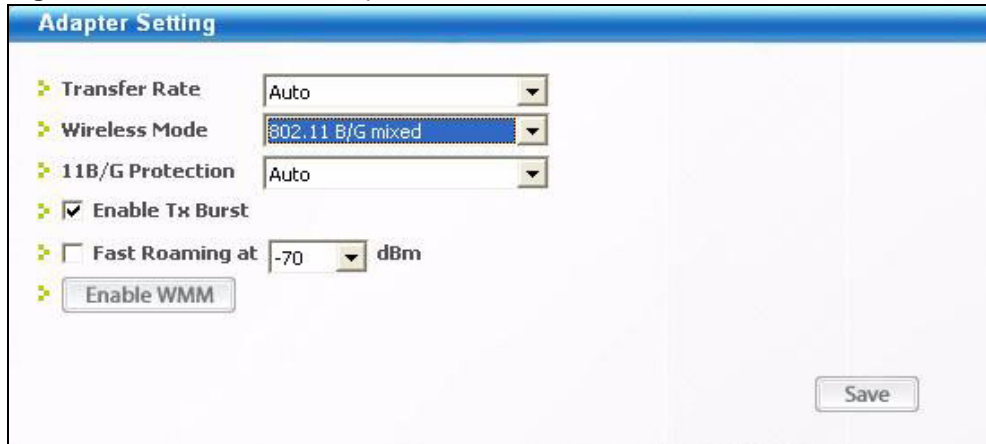 Adapter Setting
Transfer Rate Auto
Wireless Mode 802.11 B/G mixed
11B/G Protection Auto
Enable Tx Burst
Fast Roaming at -70 dBm
Enable WMM
Save